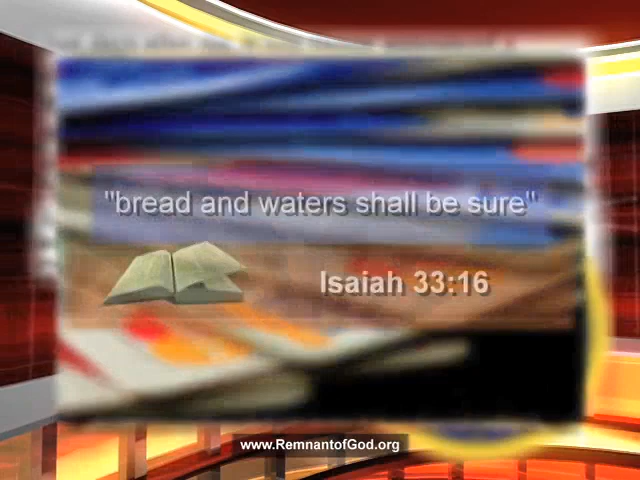 "bread and waters shall be sure"
Isaiah 33:16
www.RemnantofGod.org